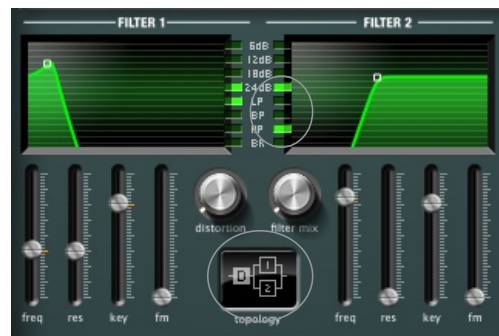 FILTER 1 FILTER 2
6dB
12dB
18dB
24dB
LP
BP
HP
BR
distortion filter mix
D 1
2
freq res key fm topology freq res key fm